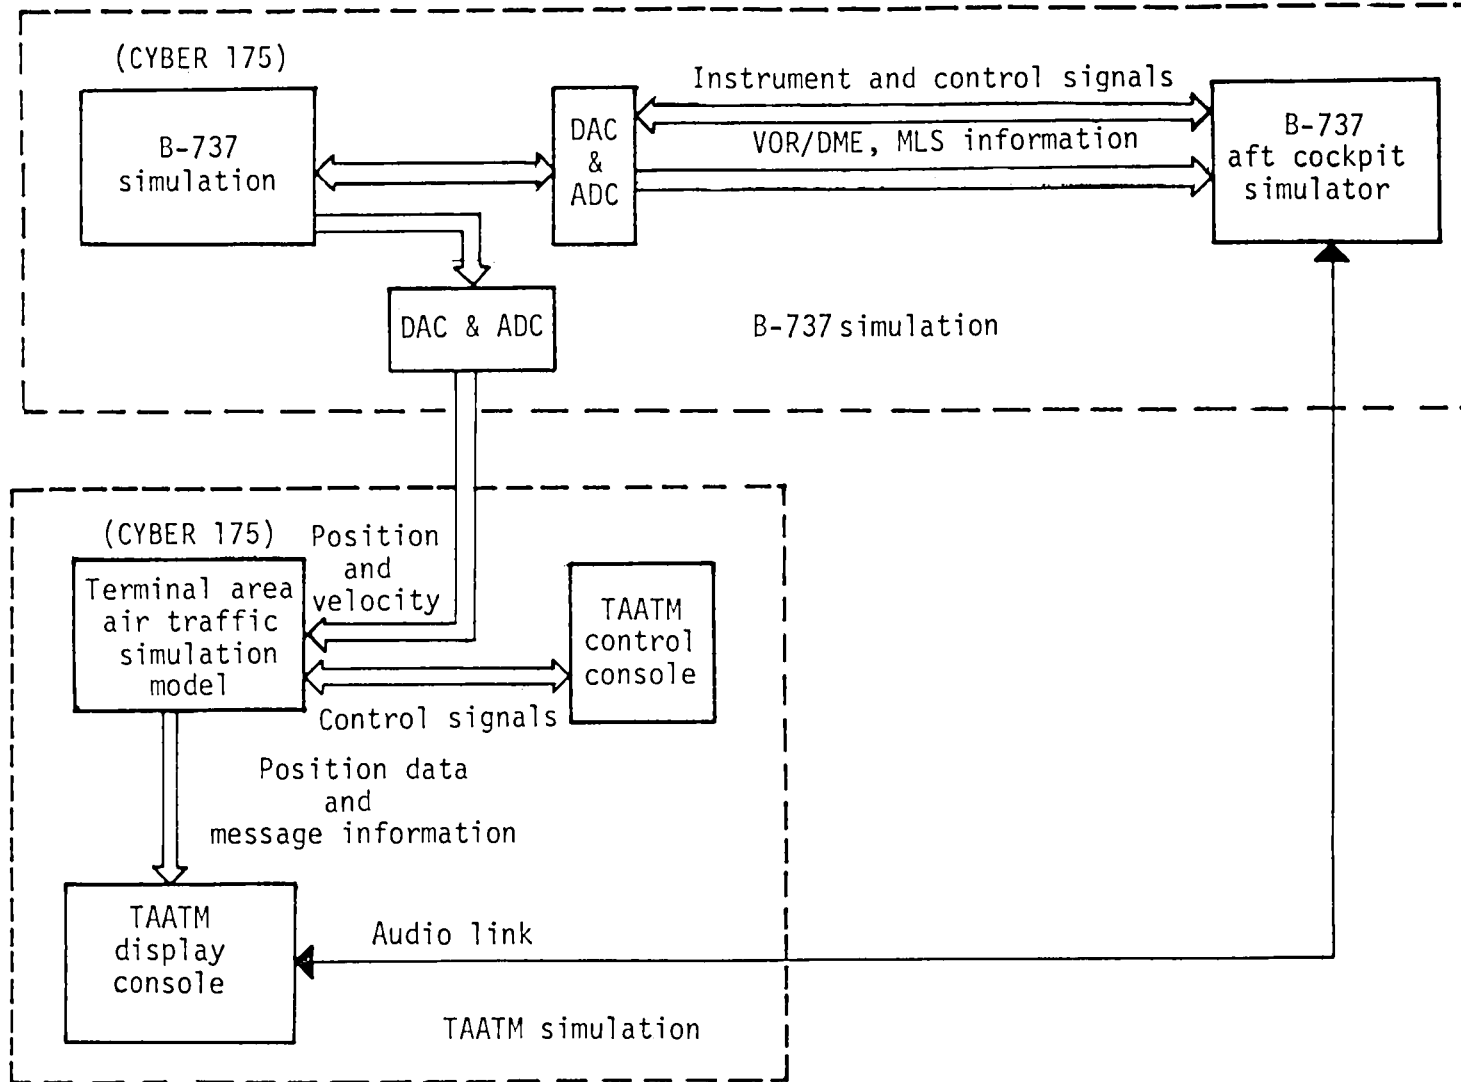 (CYBER 175)
B-737
simulation
DAC
&
ADC
Instrument and control signals
VOR/DME, MLS information
B-737
aft cockpit
simulator
DAC & ADC
B-737 simulation
(CYBER 175)
Terminal area
air traffic
simulation
model
Position
and
velocity
TAATM
control
console
Control signals
Position data
and
message information
TAATM
display
console
Audio link
TAATM simulation